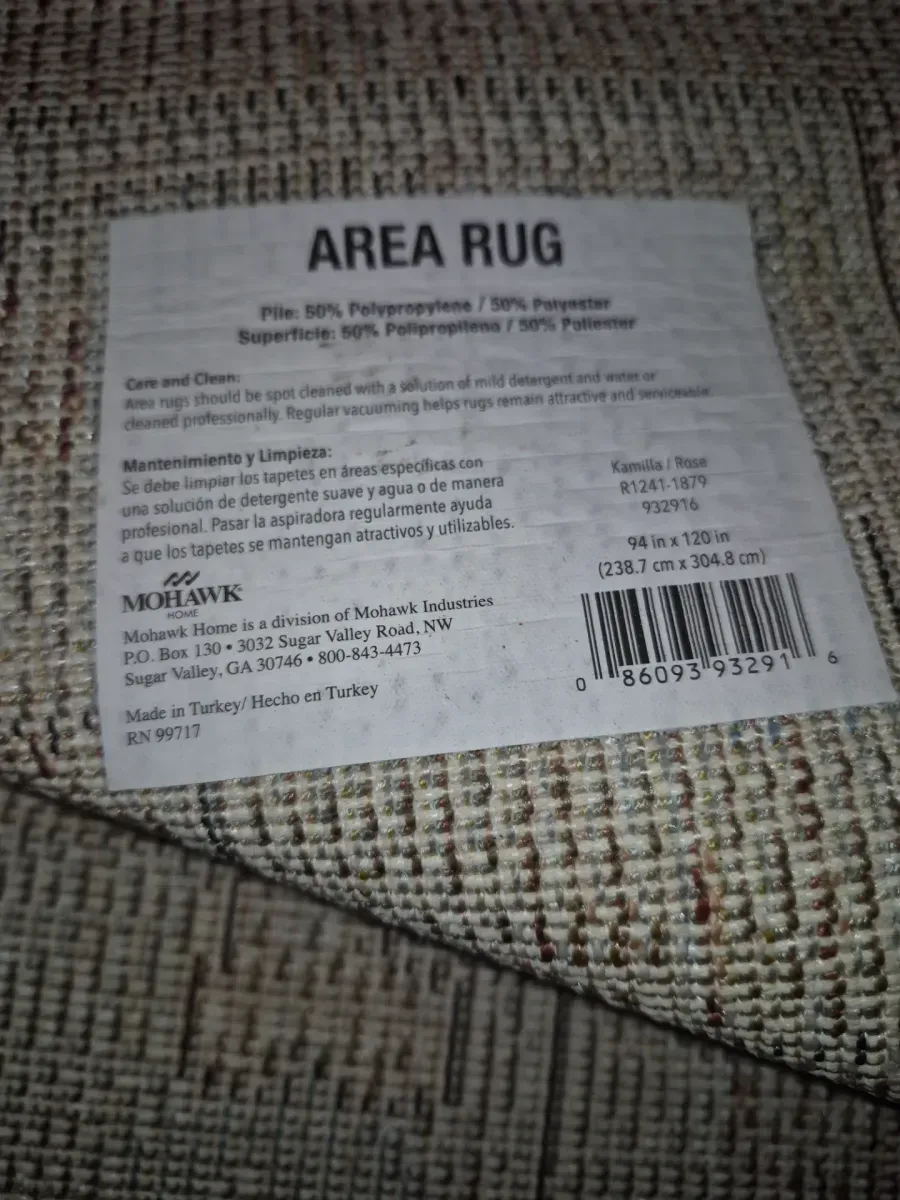 AREA RUG
Pile: 50% Polypropylene / 50% Polyester
Superficie: 50% Polipropileno / 50% Poliester
Care and Clean:
Area rugs should be spot cleaned with a solution of mild detergent and water or
cleaned professionally. Regular vacuuming helps rugs remain attractive and serviceable.
Mantenimiento y Limpieza:
Se debe limpiar los tapetes en áreas específicas con
una solución de detergente suave y agua o de manera
profesional. Pasar la aspiradora regularmente ayuda
a que los tapetes se mantengan atractivos y utilizables.
Kamilla / Rose
R1241-1879
932916
94 in x 120 in
(238.7 cm x 304.8 cm)
MOHAWK
HOME
Mohawk Home is a division of Mohawk Industries
P.O. Box 130 • 3032 Sugar Valley Road, NW
Sugar Valley, GA 30746 • 800-843-4473
Made in Turkey/ Hecho en Turkey
RN 99717
0 86093 93291 6